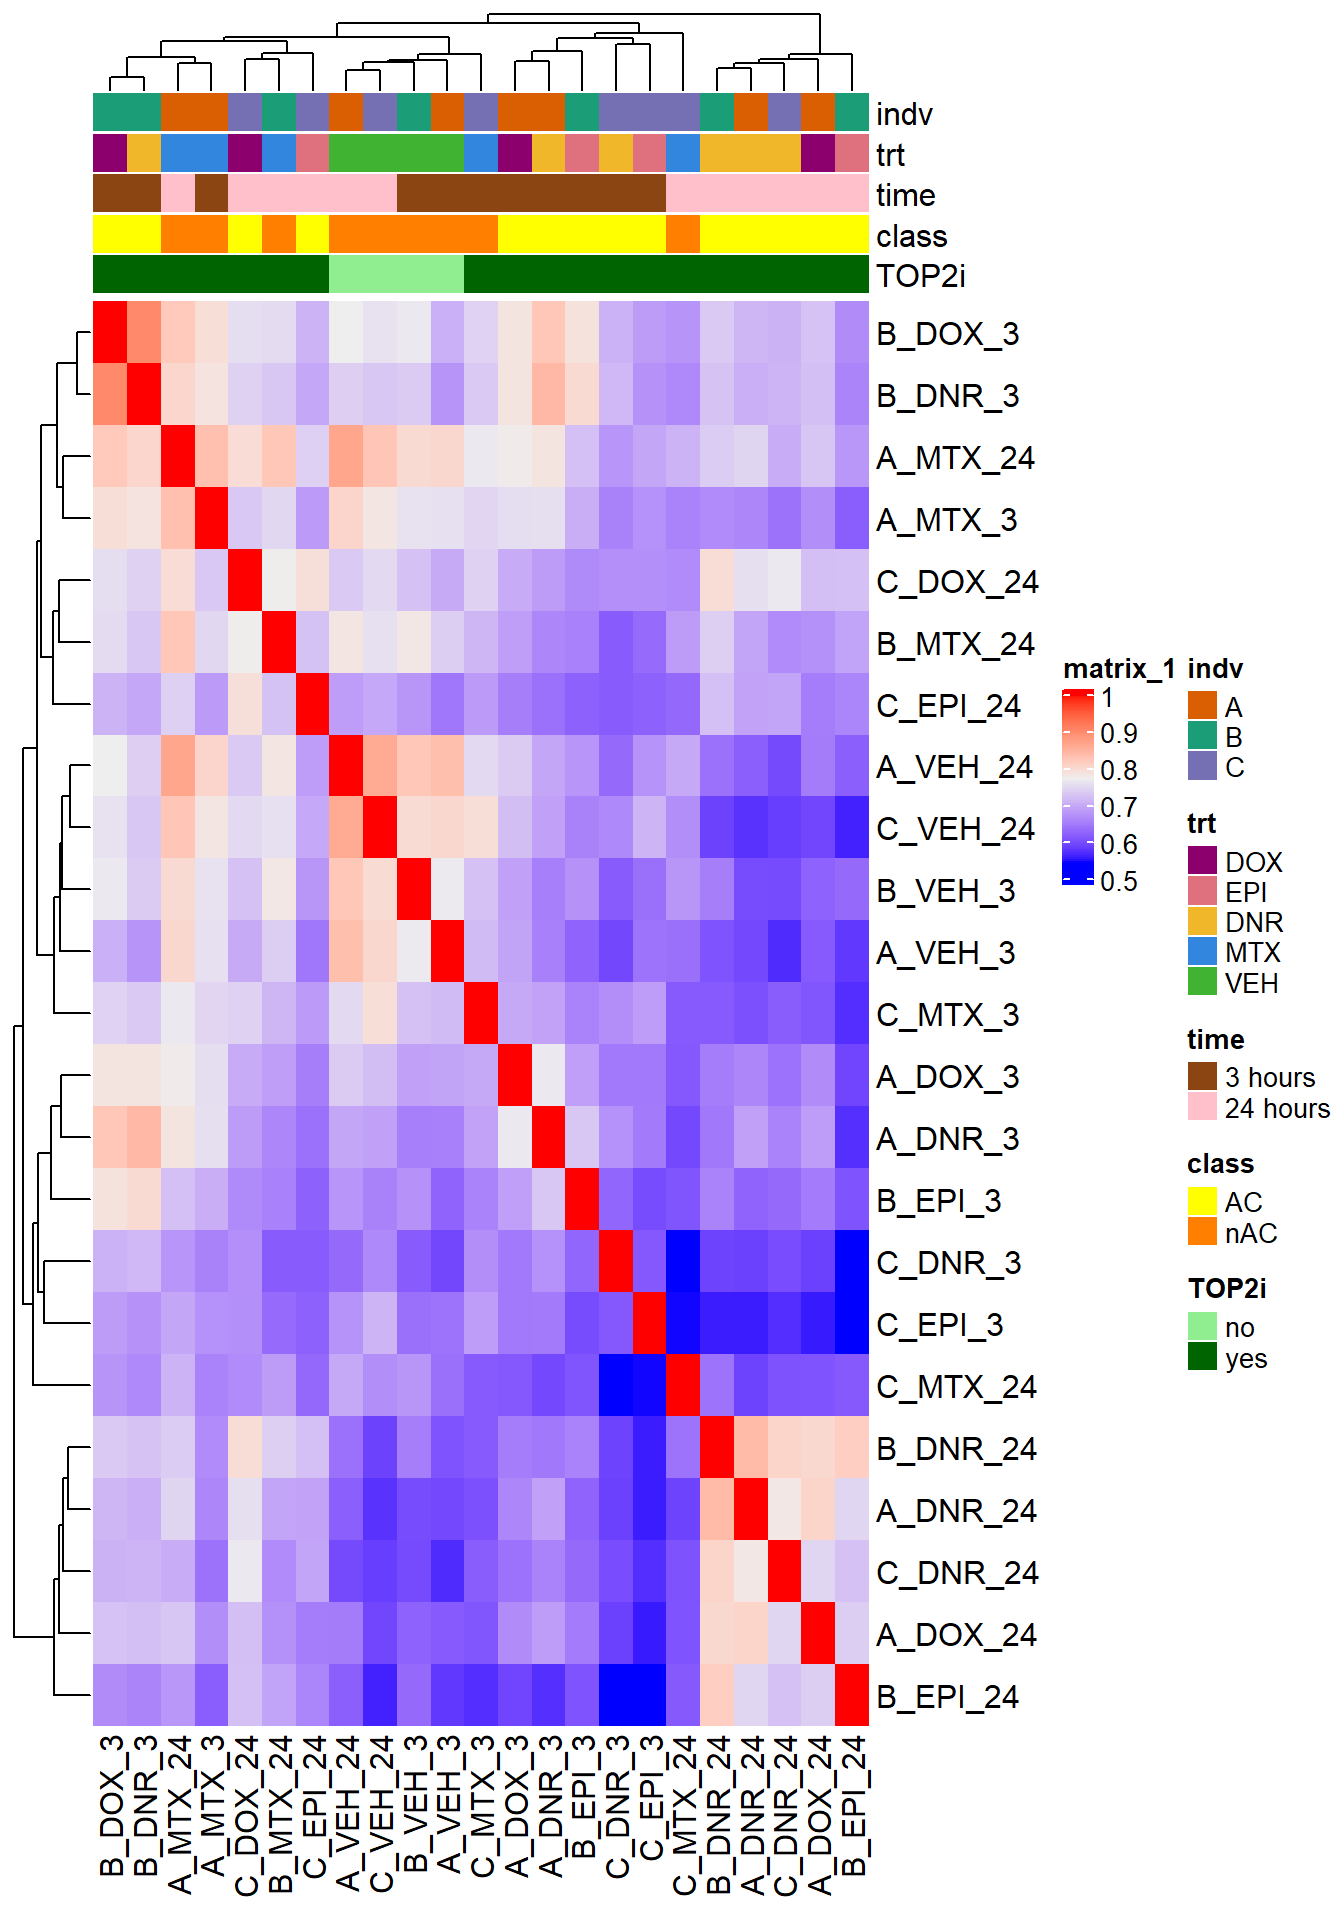 indv
trt
time
class
TOP2i
B_DOX_3
B_DNR_3
A_MTX_24
A_MTX_3
C_DOX_24
B_MTX_24
C_EPI_24
A_VEH_24
C_VEH_24
B_VEH_3
A_VEH_3
C_MTX_3
A_DOX_3
A_DNR_3
B_EPI_3
C_DNR_3
C_EPI_3
C_MTX_24
B_DNR_24
A_DNR_24
C_DNR_24
A_DOX_24
B_EPI_24
matrix_1
1
0.9
0.8
0.7
0.6
0.5
indv
A
B
C
trt
DOX
EPI
DNR
MTX
VEH
time
3 hours
24 hours
class
AC
nAC
TOP2i
no
yes
B_DOX_3
B_DNR_3
A_MTX_24
A_MTX_3
C_DOX_24
B_MTX_24
C_EPI_24
A_VEH_24
C_VEH_24
B_VEH_3
A_VEH_3
C_MTX_3
A_DOX_3
A_DNR_3
B_EPI_3
C_DNR_3
C_EPI_3
C_MTX_24
B_DNR_24
A_DNR_24
C_DNR_24
A_DOX_24
B_EPI_24